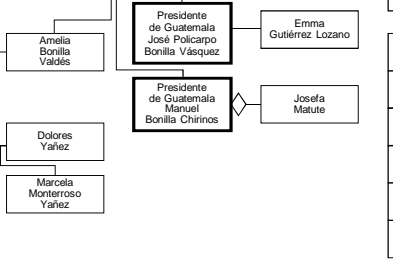 Presidente
de Guatemala
José Policarpo
Bonilla Vásquez
Emma
Gutiérrez Lozano
Amelia
Bonilla
Valdés
Presidente
de Guatemala
Manuel
Bonilla Chirinos
Josefa
Matute
Dolores
Yañez
Marcela
Monterroso
Yañez